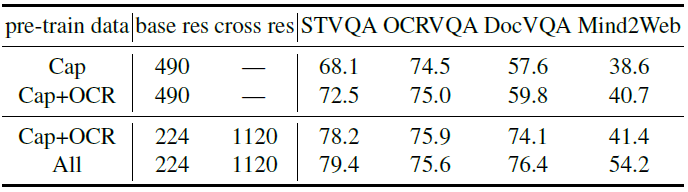 pre-train data base res cross res STVQA OCRVQA DocVQA Mind2Web
Cap 490 — 68.1 74.5 57.6 38.6
Cap+OCR 490 — 72.5 75.0 59.8 40.7
Cap+OCR 224 1120 78.2 75.9 74.1 41.4
All 224 1120 79.4 75.6 76.4 54.2